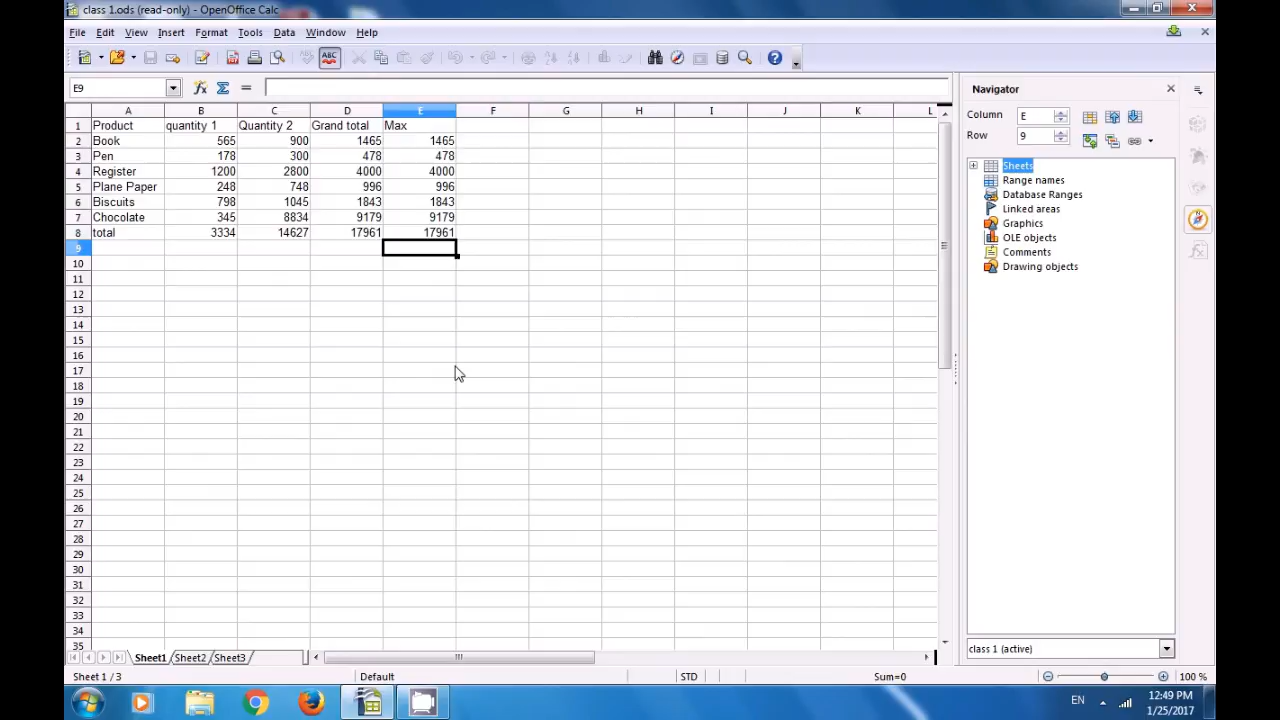 class 1.ods (read-only) - OpenOffice Calc
File Edit View Insert Format Tools Data Window Help
E9
Navigator
Column E
Row 9
Sheets
Range names
Database Ranges
Linked areas
Graphics
OLE objects
Comments
Drawing objects
class 1 (active)
A B C D E F G H I J K L
1 Product quantity 1 Quantity 2 Grand total Max
2 Book 565 900 1465 1465
3 Pen 178 300 478 478
4 Register 1200 2800 4000 4000
5 Plane Paper 248 748 996 996
6 Biscuits 798 1045 1843 1843
7 Chocolate 345 8834 9179 9179
8 total 3334 14627 17961 17961
9
10
11
12
13
14
15
16
17
18
19
20
21
22
23
24
25
26
27
28
29
30
31
32
33
34
35
Sheet1 Sheet2 Sheet3
Sheet 1 / 3 Default STD Sum=0 100 %
EN 12:49 PM
1/25/2017